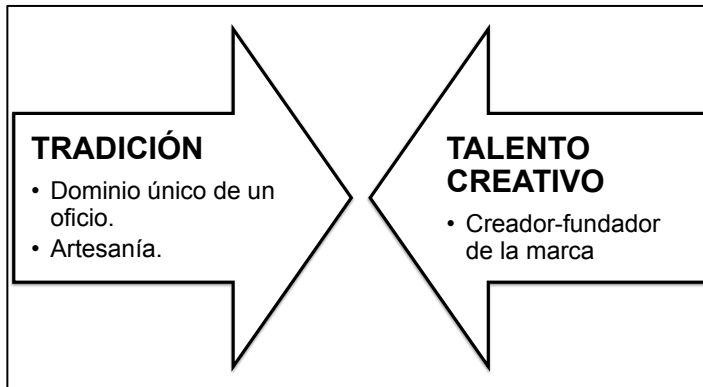 TRADICIÓN
• Dominio único de un
oficio.
• Artesanía.
TALENTO
CREATIVO
• Creador-fundador
de la marca